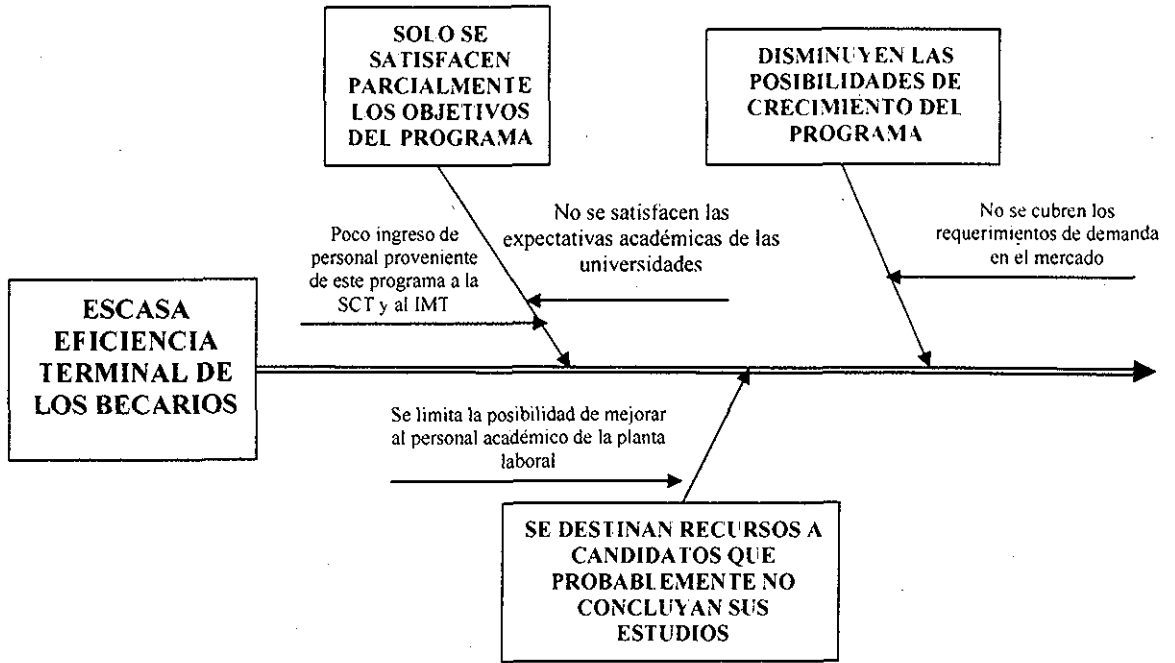 SOLO SE
SATISFACEN
PARCIALMENTE
LOS OBJETIVOS
DEL PROGRAMA
DISMINUYEN LAS
POSIBILIDADES DE
CRECIMIENTO DEL
PROGRAMA
Poco ingreso de
personal proveniente
de este programa a la
SCT y al IMT
No se satisfacen las
expectativas académicas de las
universidades
No se cubren los
requerimientos de demanda
en el mercado
ESCASA
EFICIENCIA
TERMINAL DE
LOS BECARIOS
Se limita la posibilidad de mejorar
al personal académico de la planta
laboral
SE DESTINAN RECURSOS A
CANDIDATOS QUE
PROBABLEMENTE NO
CONCLUYAN SUS
ESTUDIOS